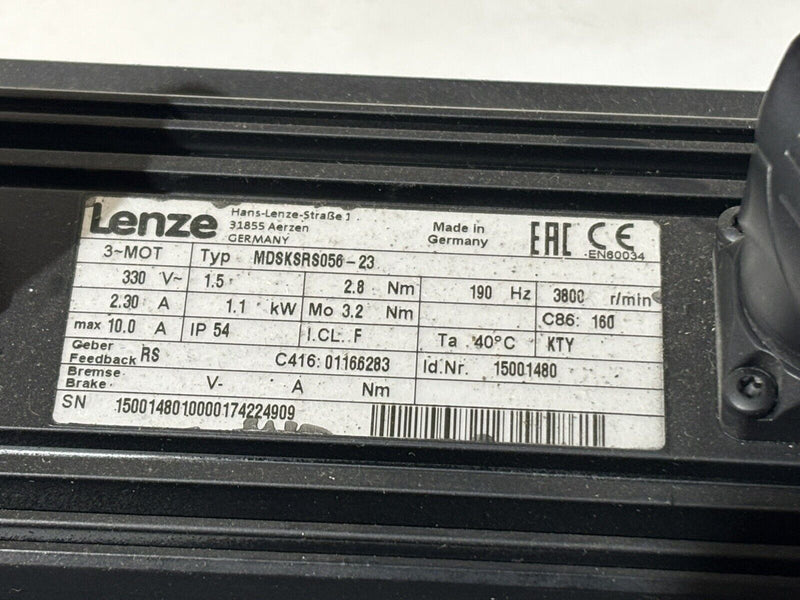 Lenze
Hans-Lenze-Straße 1
31855 Aerzen
GERMANY
Made in
Germany
EAC CE
EN60034
3~MOT Typ MDSKSRS056-23
330 V~ 1.5 2.8 Nm 190 Hz 3800 r/min
2.30 A 1.1 kW Mo 3.2 Nm C86: 160
max 10.0 A IP 54 I.CL. F Ta 40°C KTY
Geber
Feedback RS C416: 01166283 Id.Nr. 15001480
Bremse
Brake V- A Nm
SN 1500148010000174224909